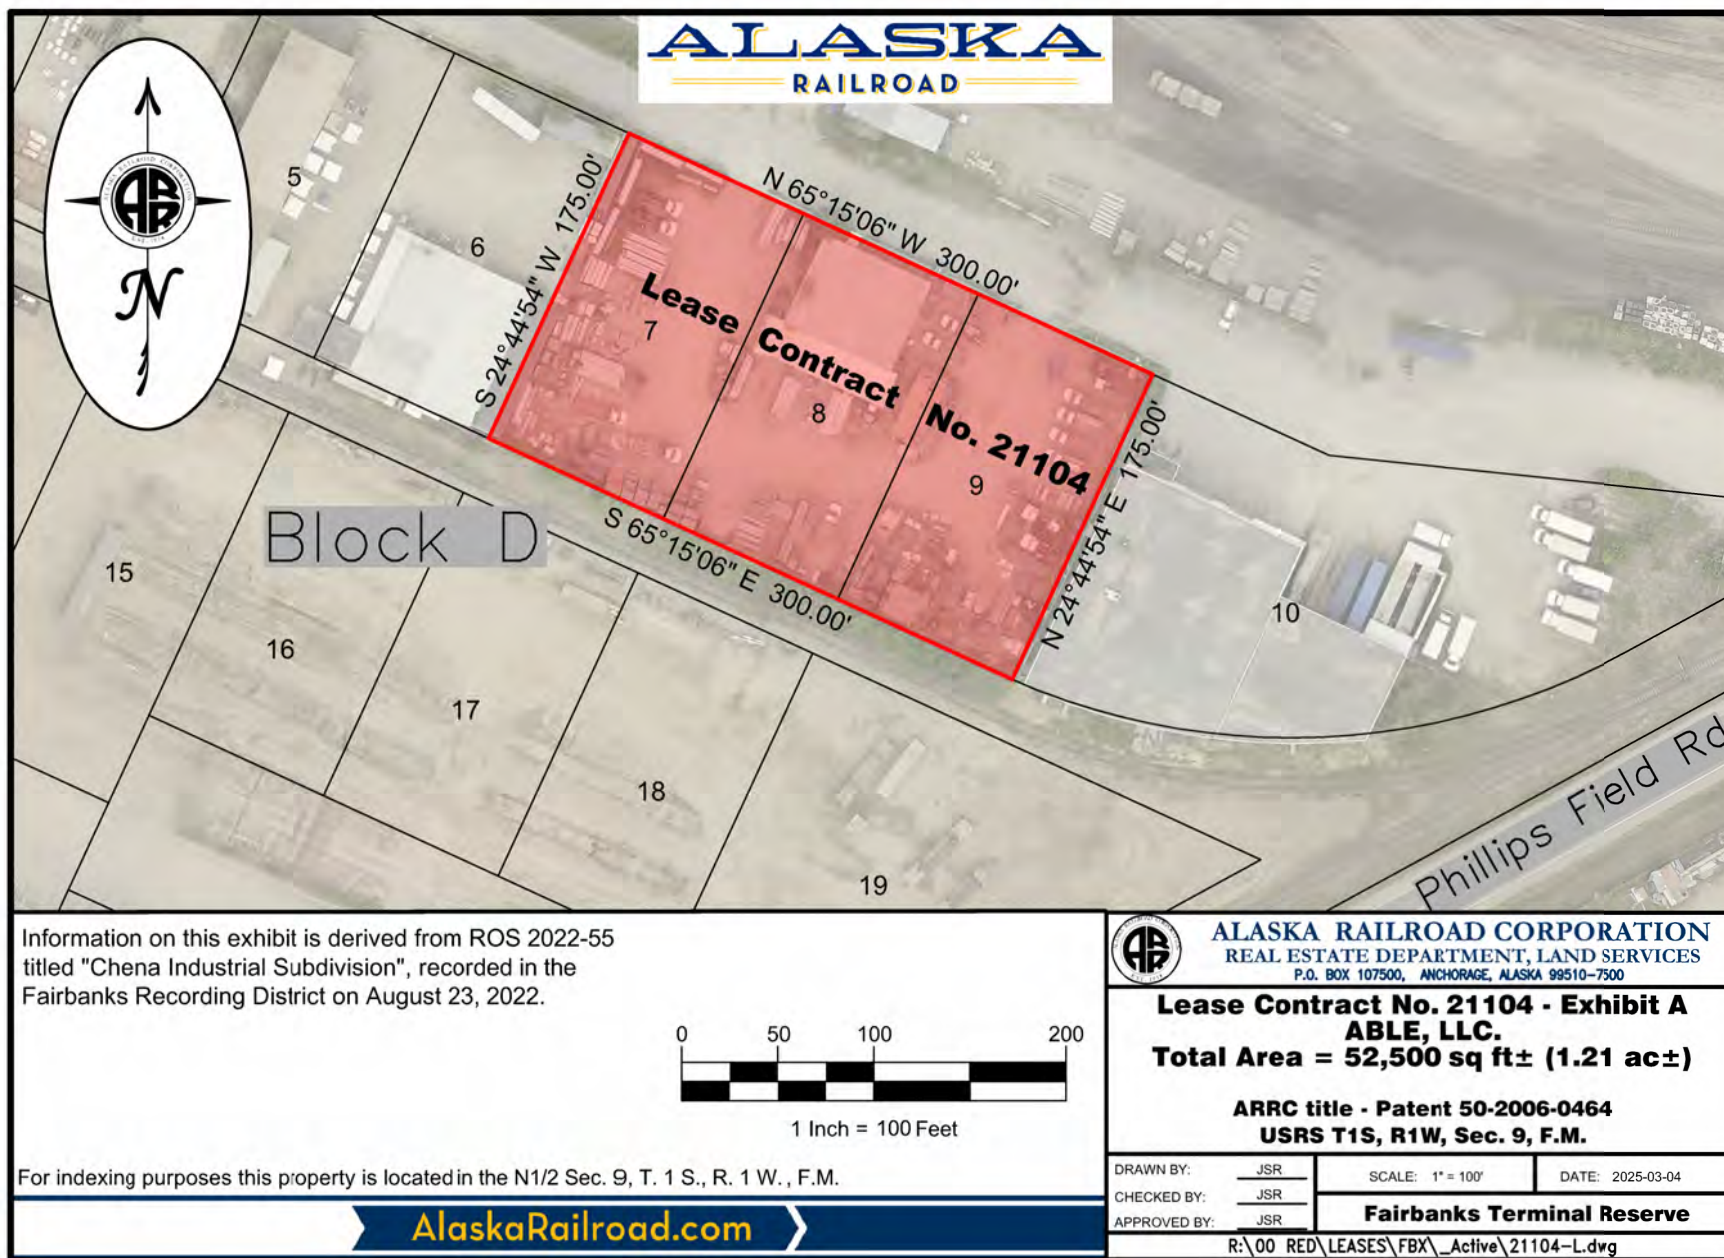 ALASKA
RAILROAD
N
5
6
7
8
9
10
15
16
17
18
19
S 24°44'54" W 175.00'
N 65°15'06" W 300.00'
N 24°44'54" E 175.00'
S 65°15'06" E 300.00'
Lease Contract No. 21104
Block D
Phillips Field Rd
Information on this exhibit is derived from ROS 2022-55
titled "Chena Industrial Subdivision", recorded in the
Fairbanks Recording District on August 23, 2022.
0 50 100 200
1 Inch = 100 Feet
For indexing purposes this property is located in the N1/2 Sec. 9, T. 1 S., R. 1 W. , F.M.
AlaskaRailroad.com
ALASKA RAILROAD CORPORATION
REAL ESTATE DEPARTMENT, LAND SERVICES
P.O. BOX 107500, ANCHORAGE, ALASKA 99510-7500
Lease Contract No. 21104 - Exhibit A
ABLE, LLC.
Total Area = 52,500 sq ft± (1.21 ac±)
ARRC title - Patent 50-2006-0464
USRS T1S, R1W, Sec. 9, F.M.
DRAWN BY: JSR
CHECKED BY: JSR
APPROVED BY: JSR
SCALE: 1" = 100'
DATE: 2025-03-04
Fairbanks Terminal Reserve
R:\00 RED\LEASES\FBX\_Active\21104-L.dwg